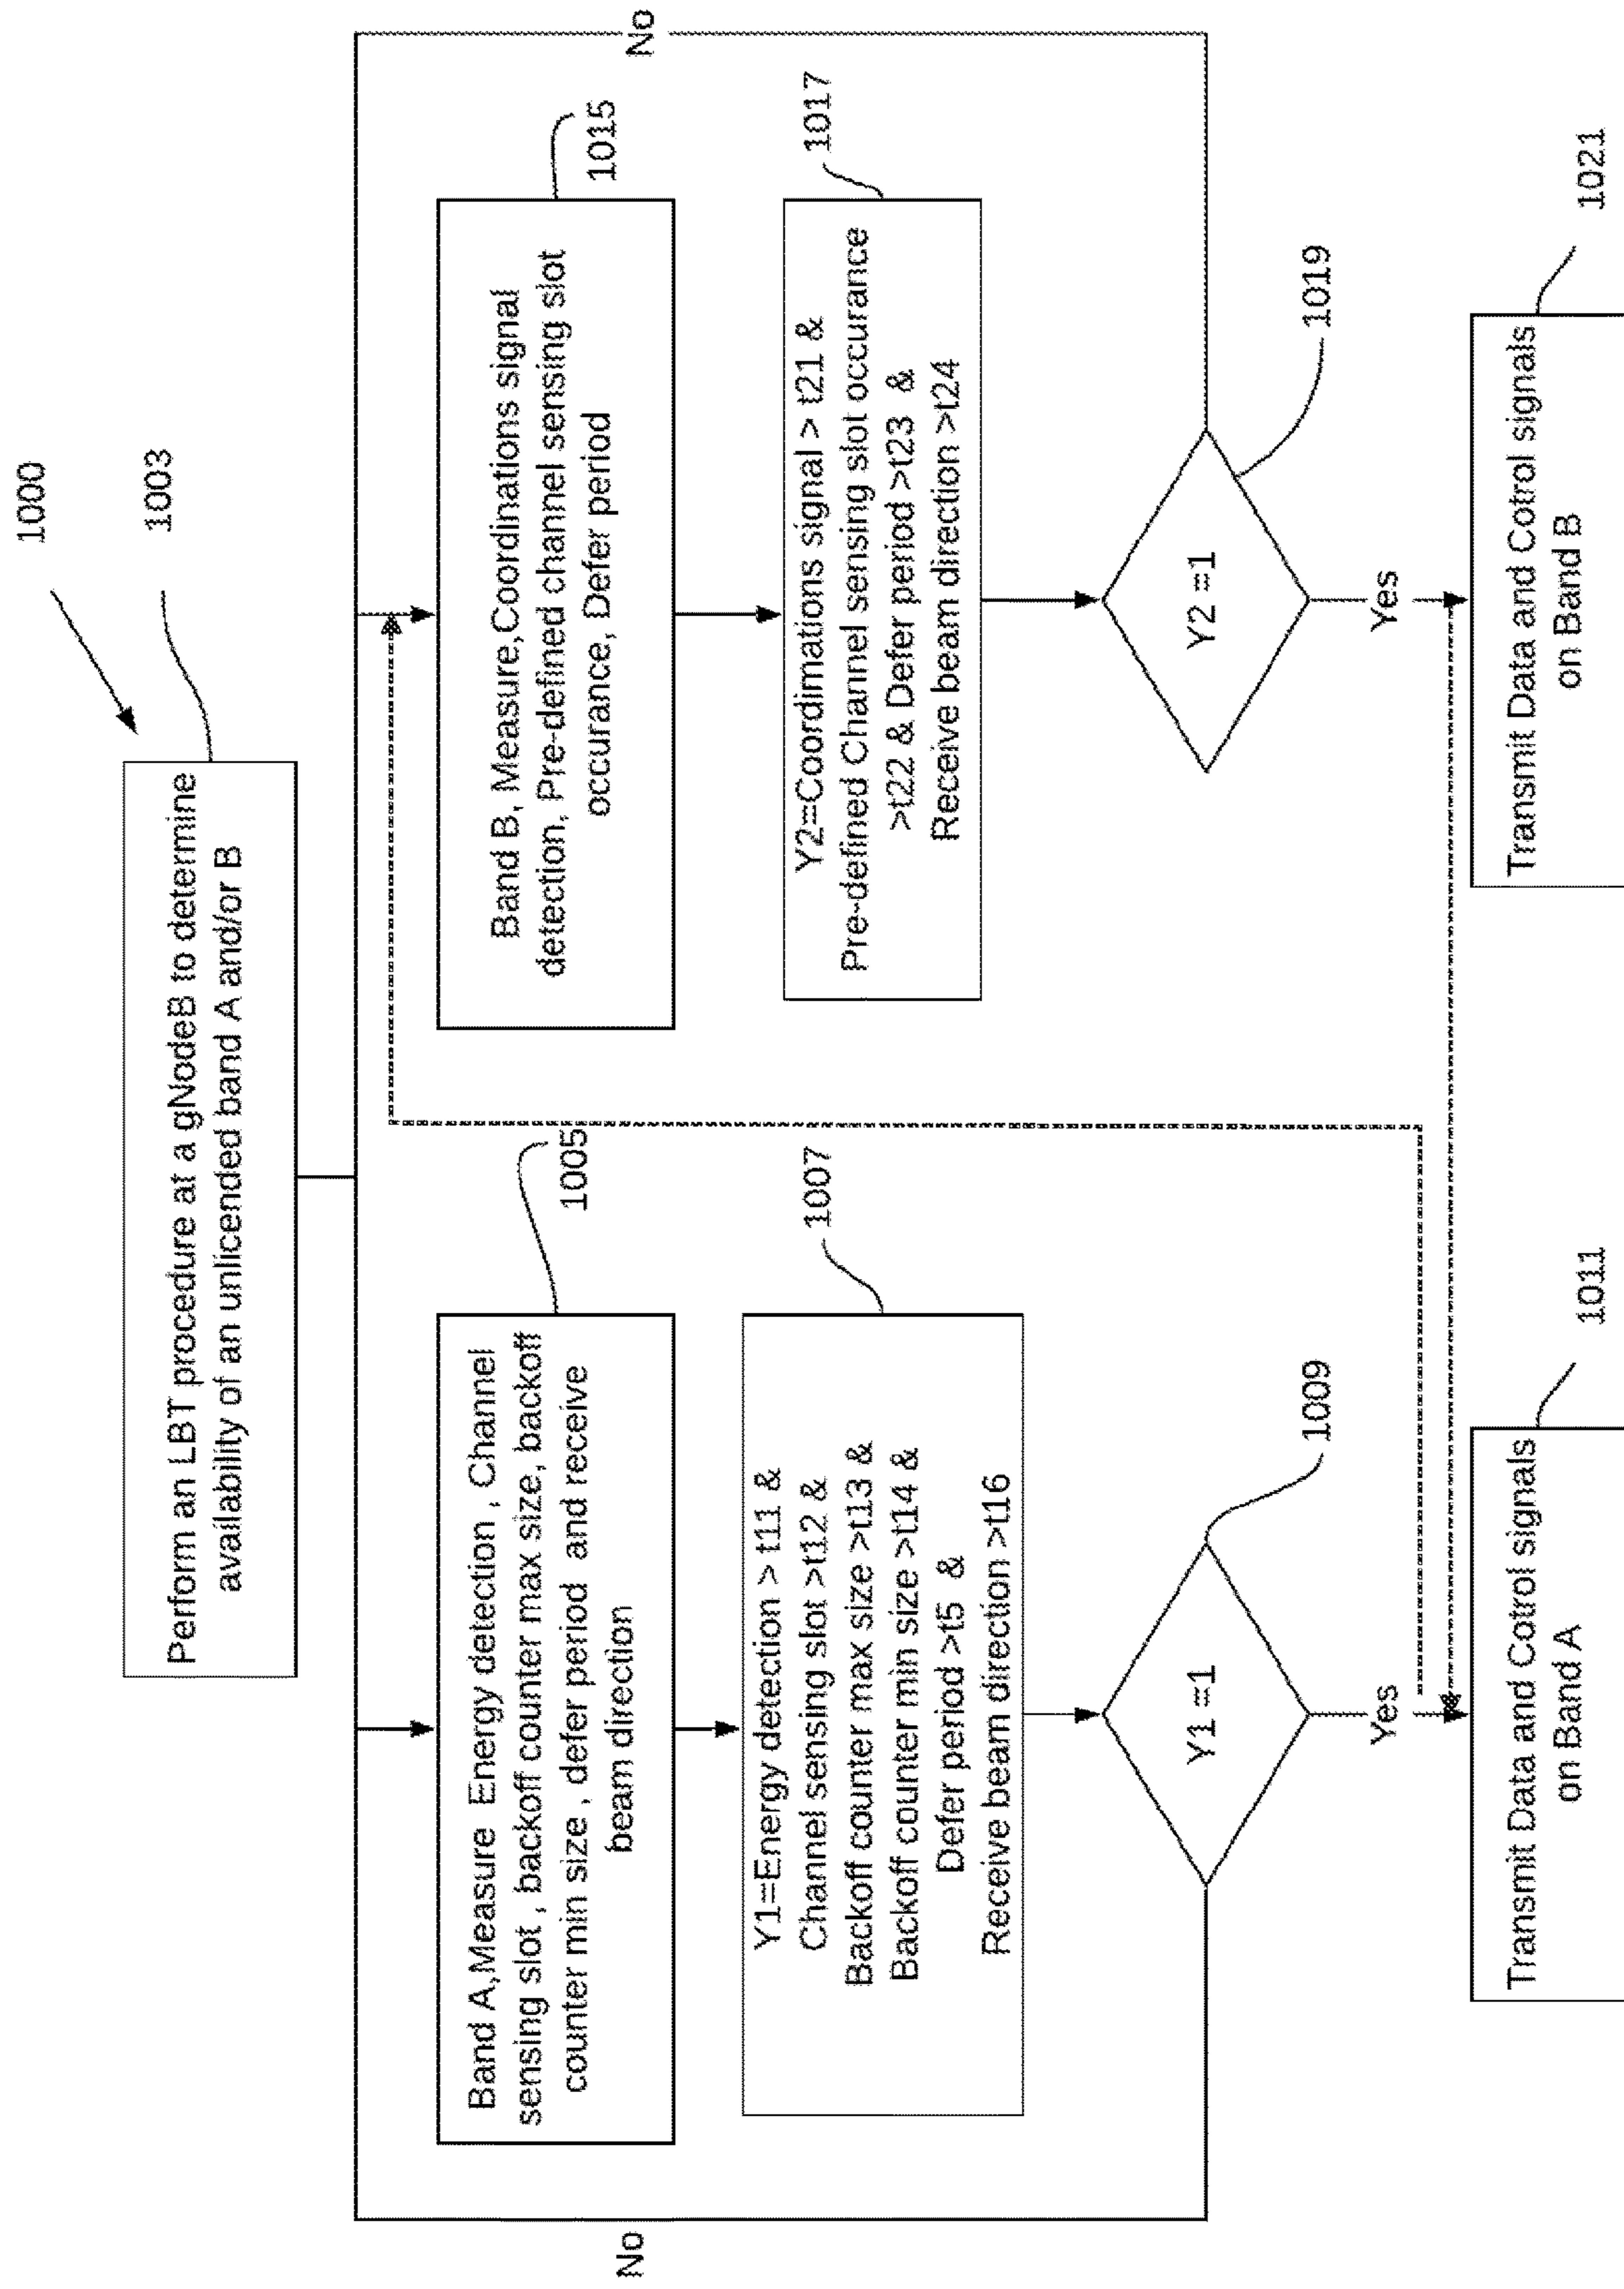 1000
1003
Perform an LBT procedure at a gNodeB to determine
availability of an unlicended band A and/or B
No
No
1005
Band A,Measure Energy detection , Channel
sensing slot , backoff counter max size, backoff
counter min size , defer period and receive
beam direction
1007
Y1=Energy detection > t11 &
Channel sensing slot >t12 &
Backoff counter max size >t13 &
Backoff counter min size >t14 &
Defer period >t5 &
Receive beam direction >t16
1009
Y1 =1
Yes
1011
Transmit Data and Cotrol signals
on Band A
1015
Band B, Measure,Coordinations signal
detection, Pre-defined channel sensing slot
occurance, Defer period
1017
Y2=Coordimations signal > t21 &
Pre-defined Channel sensing slot occurance
>t22 & Defer period >t23 &
Receive beam direction >t24
1019
Y2 =1
Yes
1021
Transmit Data and Cotrol signals
on Band B